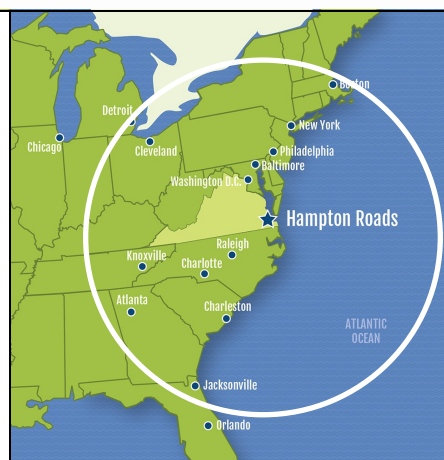 Boston
Detroit
New York
Chicago
Cleveland
Philadelphia
Baltimore
Washington D.C.
Hampton Roads
Raleigh
Knoxville
Charlotte
Atlanta
Charleston
ATLANTIC
OCEAN
Jacksonville
Orlando